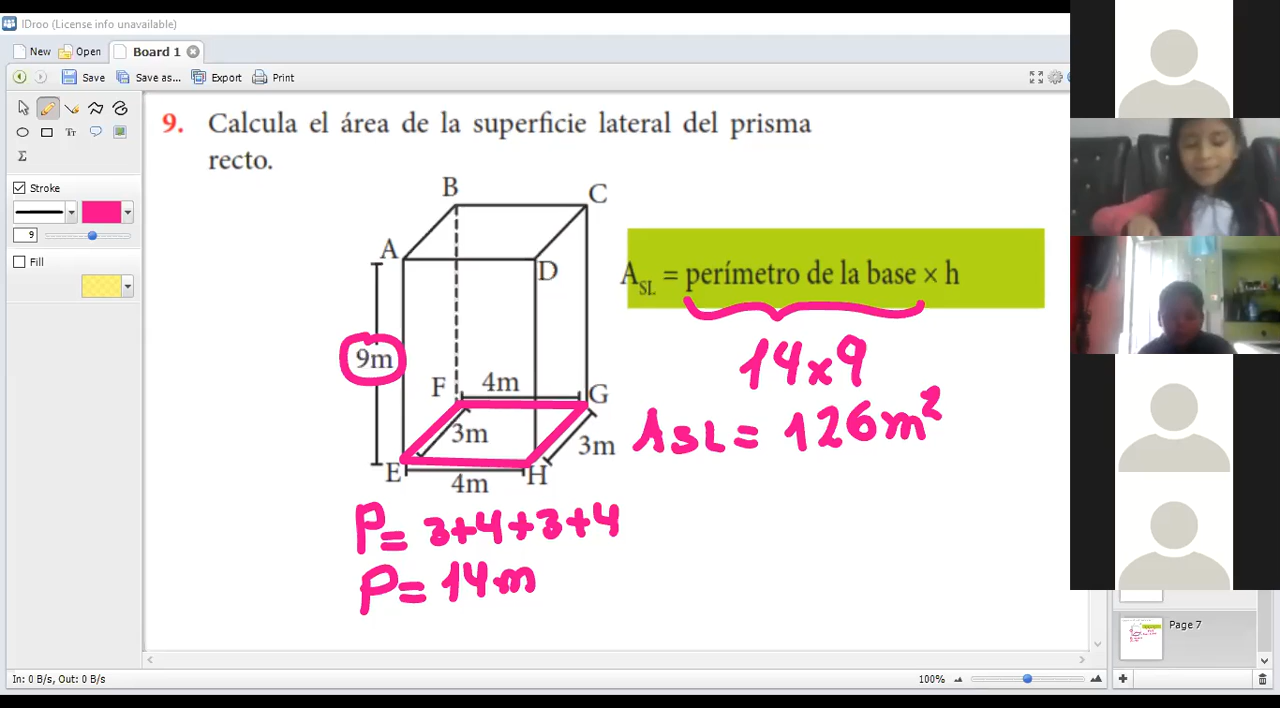 IDroo (License info unavailable)
New Open Board 1
Save Save as... Export Print
Tt
Σ
Stroke
9
Fill
9. Calcula el área de la superficie lateral del prisma
recto.
B
C
A
D
A_SL = perímetro de la base × h
9m
14x9
F 4m G
3m
3m
ASL = 126m²
E H
4m
P= 3+4+3+4
P= 14m
Page 7
In: 0 B/s, Out: 0 B/s
100%